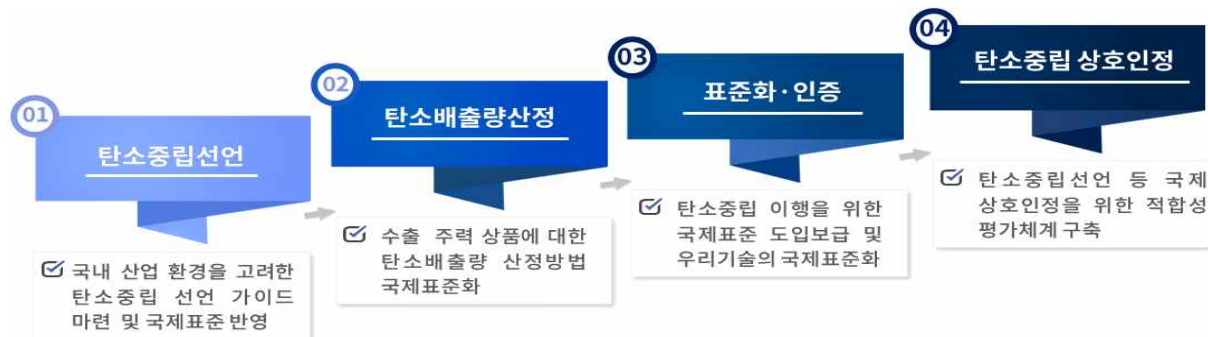 01
탄소중립선언
국내 산업 환경을 고려한
탄소중립 선언 가이드
마련 및 국제표준 반영
02
탄소배출량산정
수출 주력 상품에 대한
탄소배출량 산정방법
국제표준화
03
표준화·인증
탄소중립 이행을 위한
국제표준 도입보급 및
우리기술의 국제표준화
04
탄소중립 상호인정
탄소중립선언 등 국제
상호인정을 위한 적합성
평가체계 구축